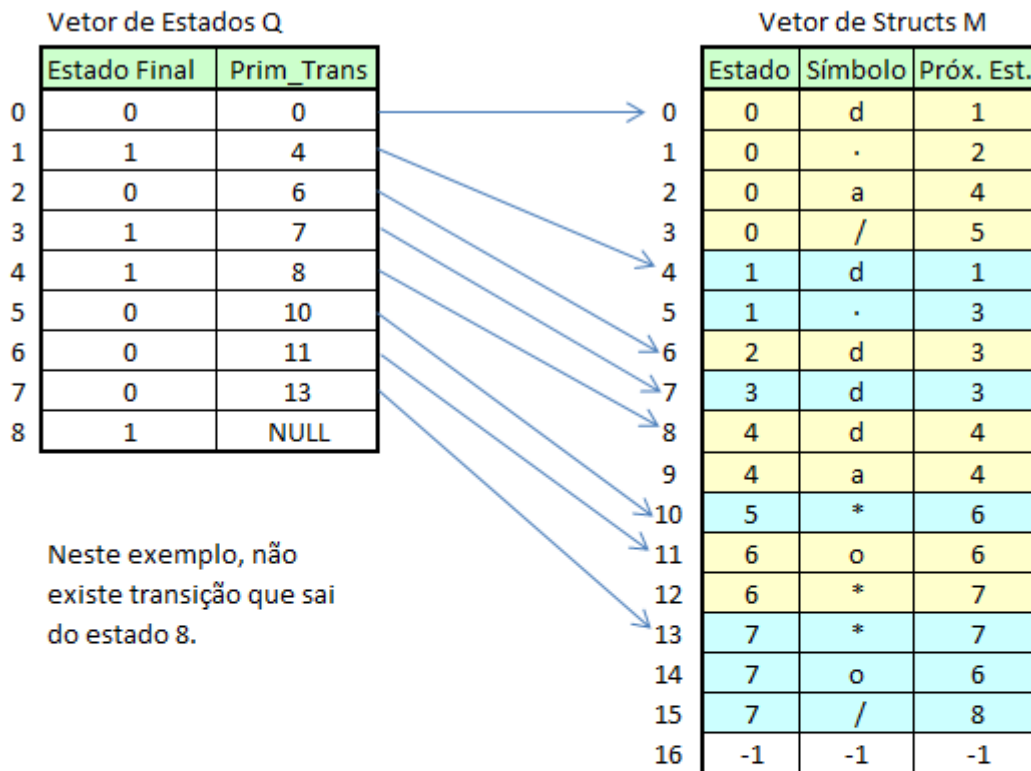 Vetor de Estados Q
Estado Final Prim_Trans
0 0 0
1 1 4
2 0 6
3 1 7
4 1 8
5 0 10
6 0 11
7 0 13
8 1 NULL
Neste exemplo, não
existe transição que sai
do estado 8.
Vetor de Structs M
Estado Símbolo Próx. Est.
0 0 d 1
1 0 . 2
2 0 a 4
3 0 / 5
4 1 d 1
5 1 . 3
6 2 d 3
7 3 d 3
8 4 d 4
9 4 a 4
10 5 * 6
11 6 o 6
12 6 * 7
13 7 * 7
14 7 o 6
15 7 / 8
16 -1 -1 -1